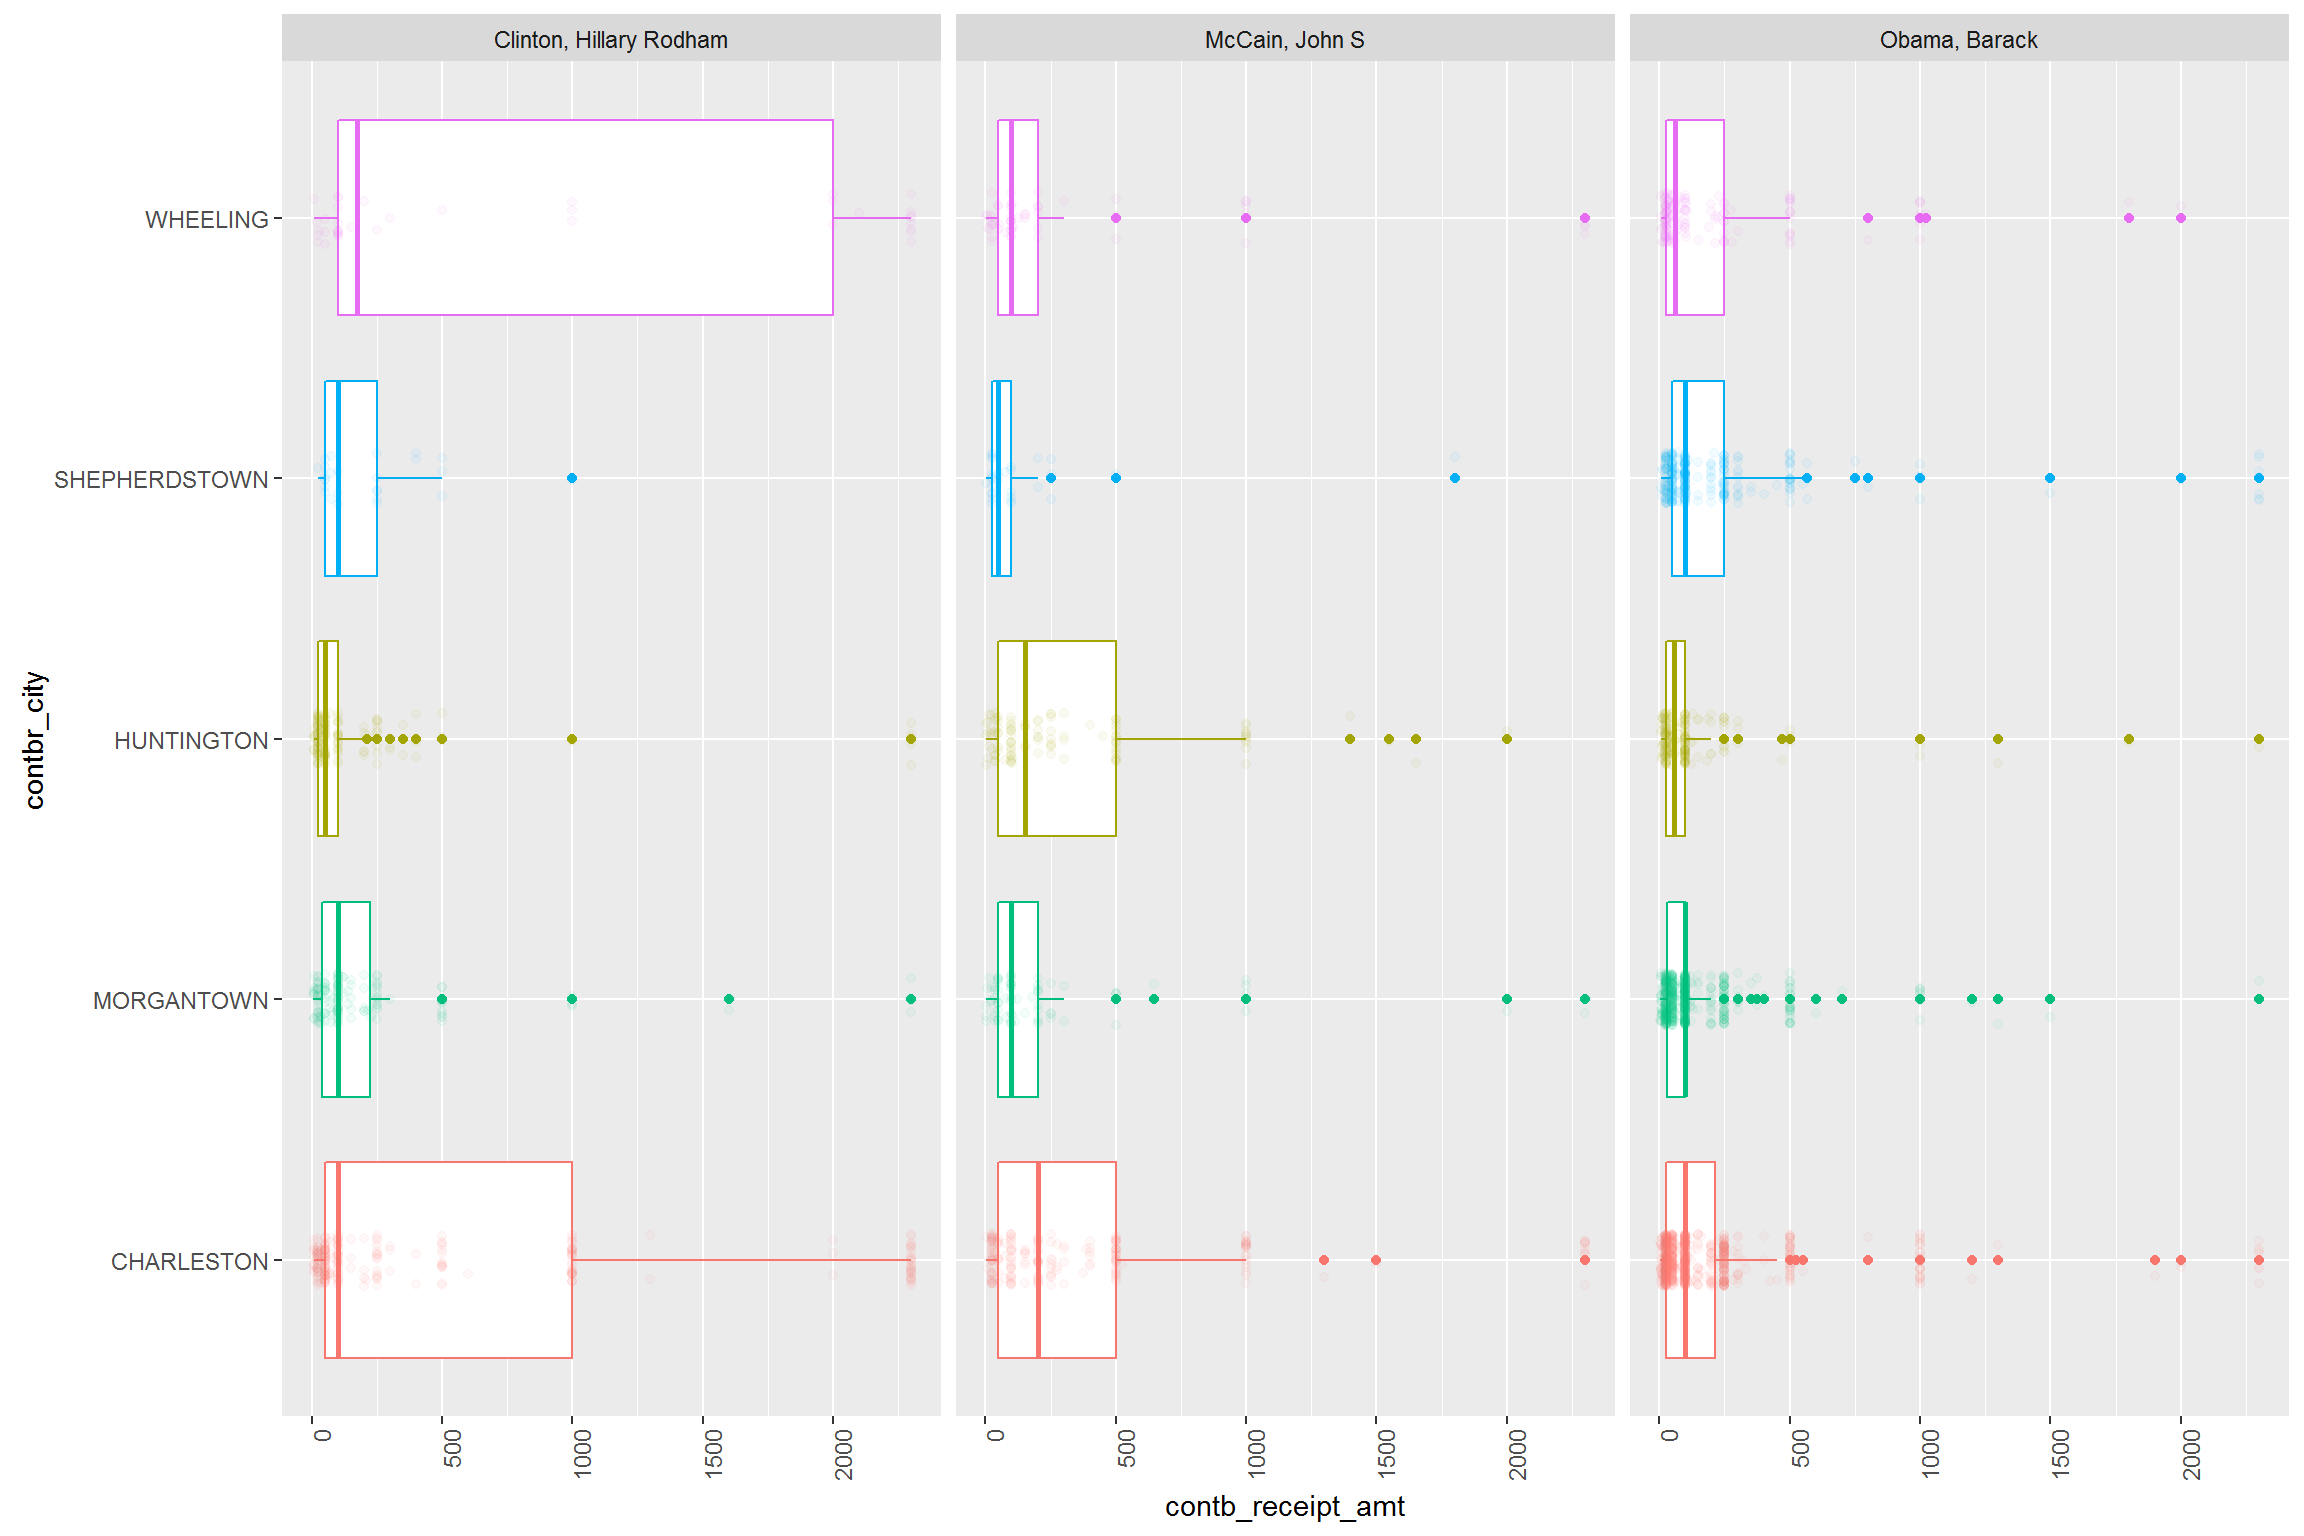 Clinton, Hillary Rodham
McCain, John S
Obama, Barack
contbr_city
WHEELING
SHEPHERDSTOWN
HUNTINGTON
MORGANTOWN
CHARLESTON
0 500 1000 1500 2000
0 500 1000 1500 2000
0 500 1000 1500 2000
contb_receipt_amt